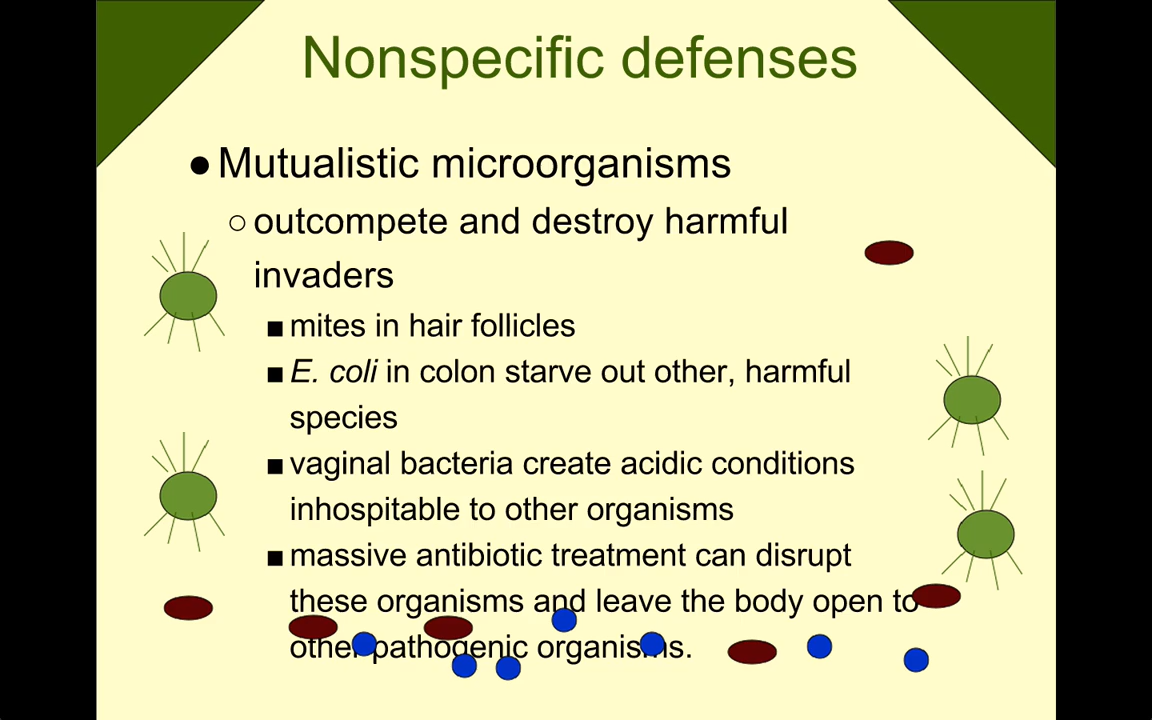 Nonspecific defenses
● Mutualistic microorganisms
○ outcompete and destroy harmful
invaders
■ mites in hair follicles
■ E. coli in colon starve out other, harmful
species
■ vaginal bacteria create acidic conditions
inhospitable to other organisms
■ massive antibiotic treatment can disrupt
these organisms and leave the body open to
other pathogenic organisms.